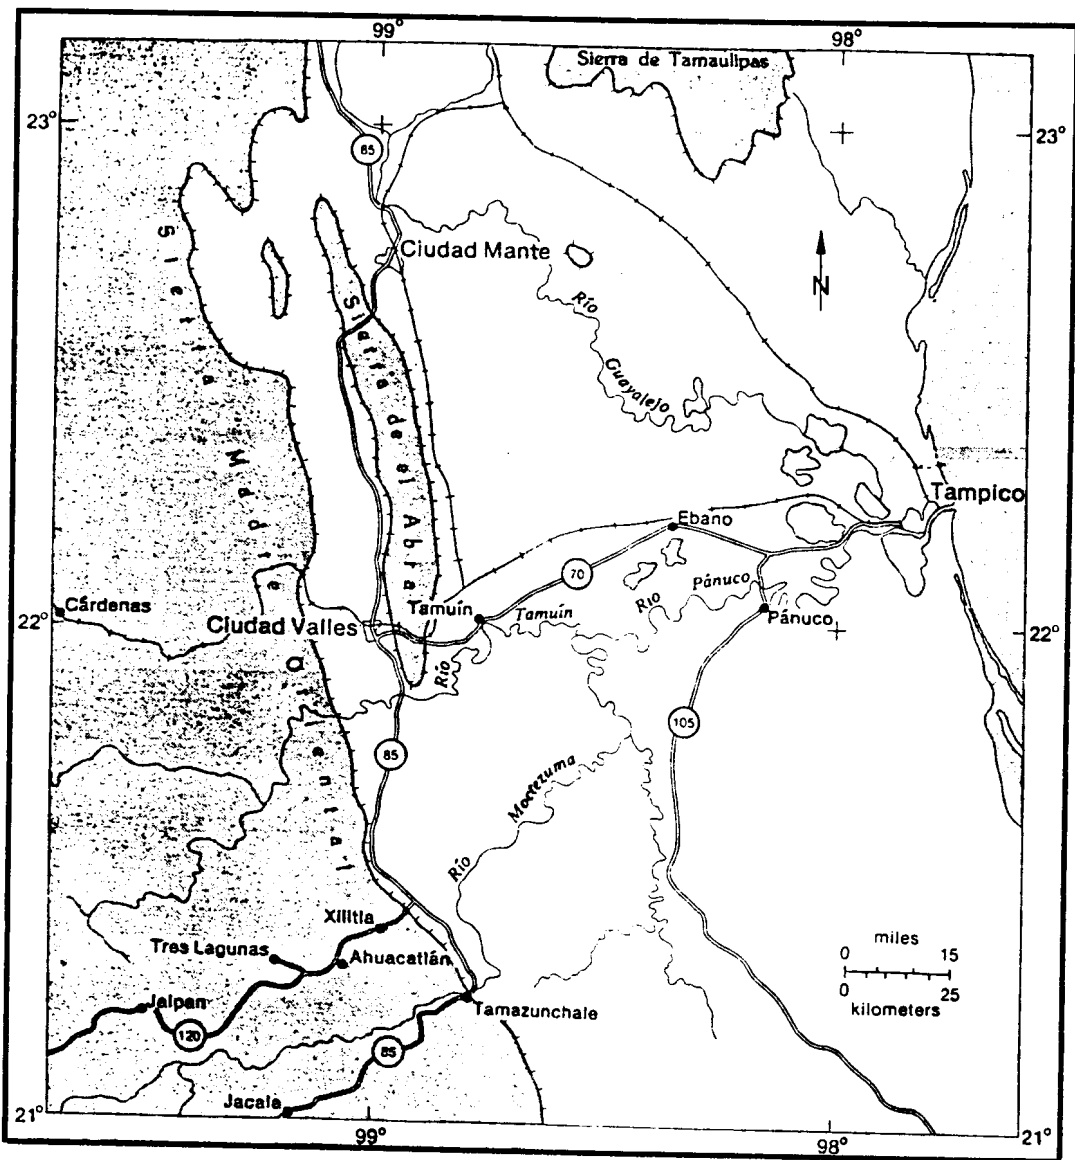 99°
98°
Sierra de Tamaulipas
23°
23°
85
Sierra Madre Oriental
Ciudad Mante
N
Río
Guayalejo
Sierra de el Abra
Tampico
Ebano
70
Cárdenas
Tamuín
Tamuín
Río
Pánuco
Pánuco
22°
Ciudad Valles
22°
Río
105
85
Moctezuma
Río
Xilitla
Tres Lagunas
Ahuacatlán
miles
0 15
0 25
kilometers
Jalpan
Tamazunchale
120
85
Jacala
21°
21°
99°
98°